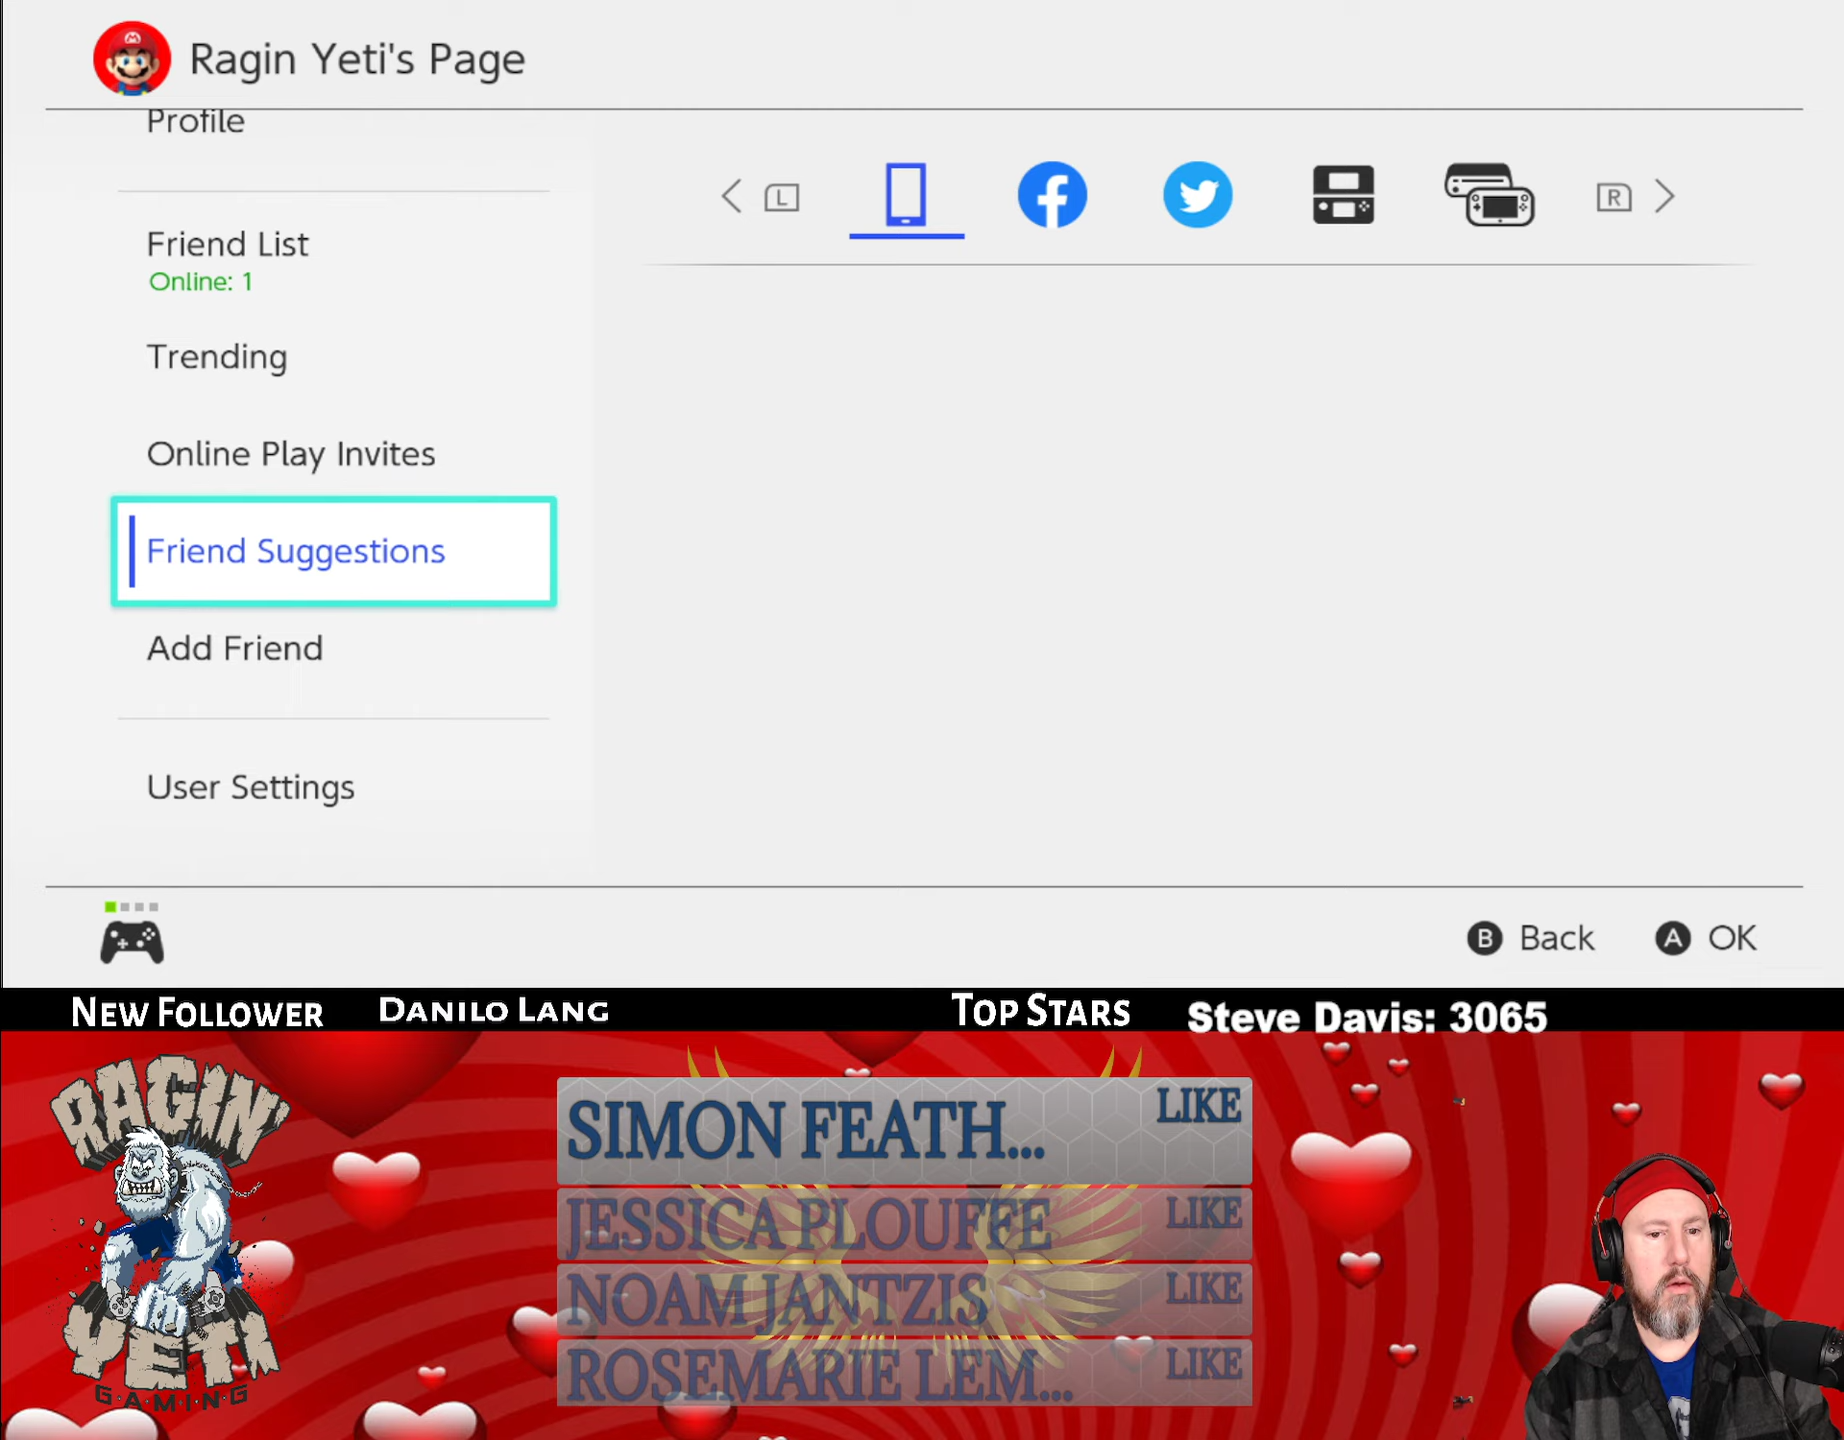 Ragin Yeti's Page
Profile
Friend List
Online: 1
Trending
Online Play Invites
Friend Suggestions
Add Friend
User Settings
L
R
B Back A OK
NEW FOLLOWER DANILO LANG TOP STARS Steve Davis: 3065
RAGIN'
YETI
GAMING
SIMON FEATH... LIKE
JESSICA PLOUFFE LIKE
NOAM JANTZIS LIKE
ROSEMARIE LEM... LIKE